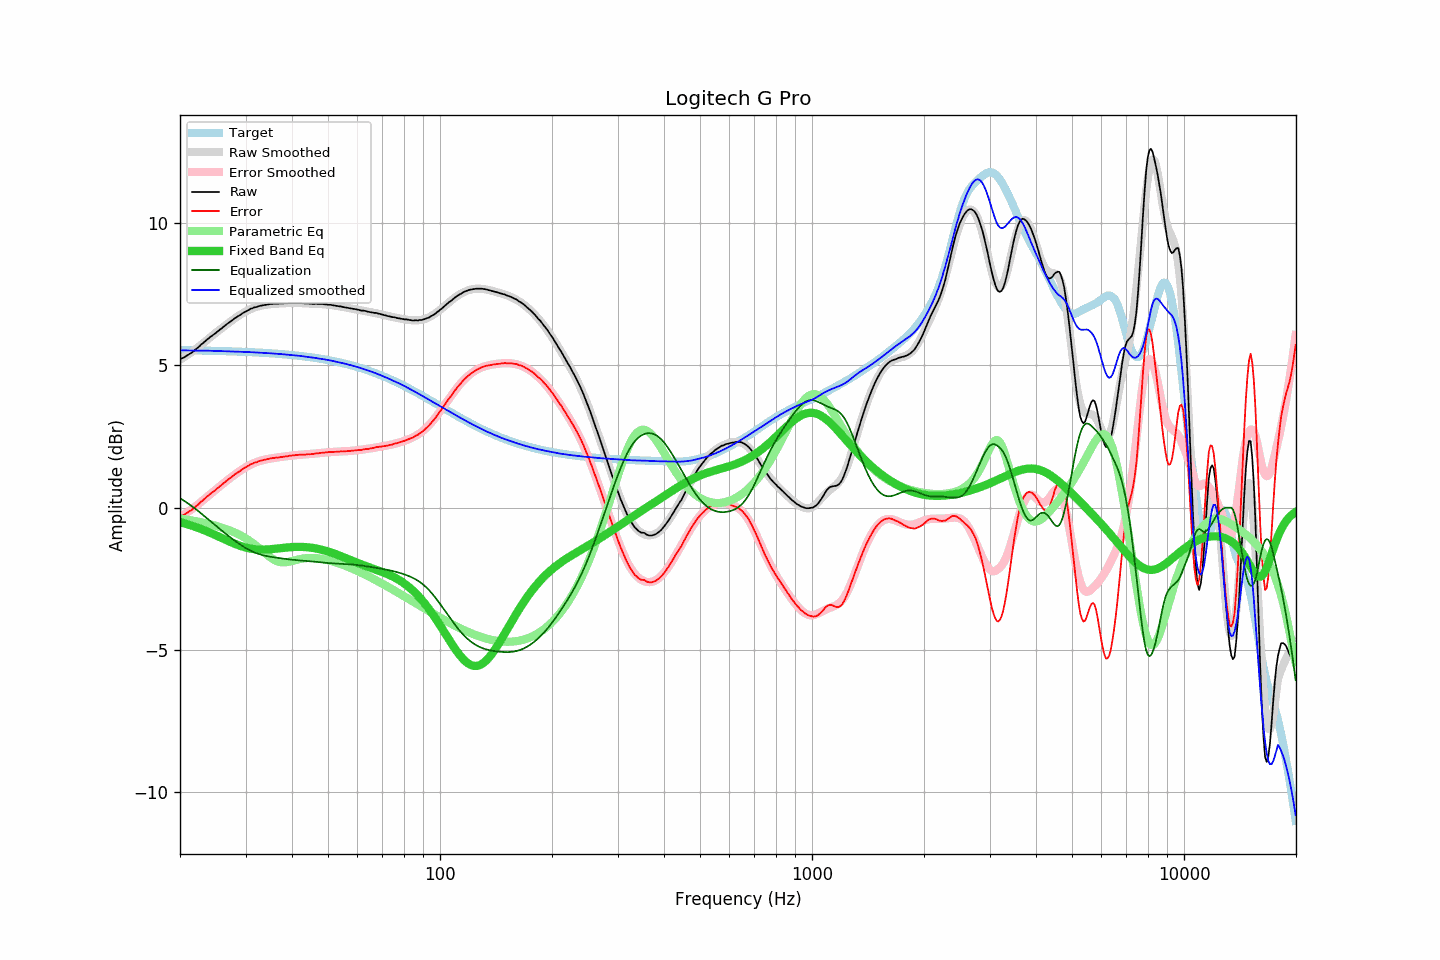 Logitech G Pro
Target
Raw Smoothed
Error Smoothed
Raw
Error
Parametric Eq
Fixed Band Eq
Equalization
Equalized smoothed
10
5
0
−5
−10
Amplitude (dBr)
100 1000 10000
Frequency (Hz)